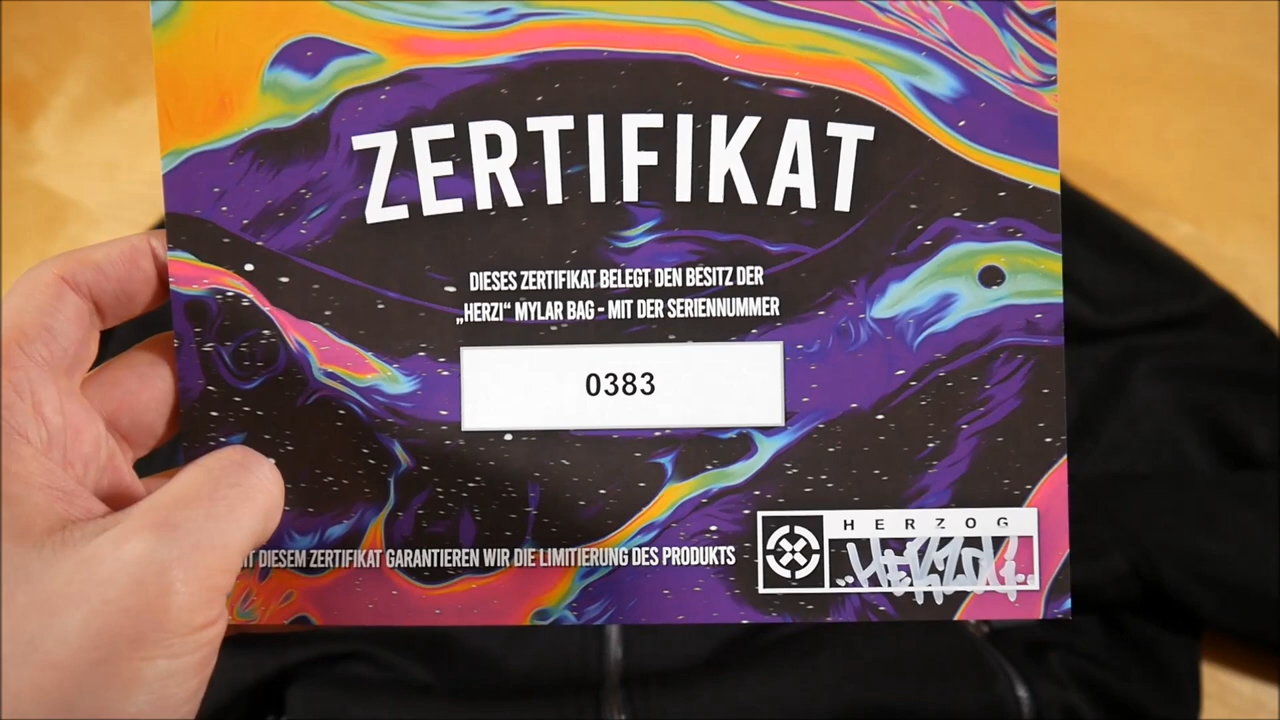 ZERTIFIKAT
DIESES ZERTIFIKAT BELEGT DEN BESITZ DER
„HERZI“ MYLAR BAG - MIT DER SERIENNUMMER
0383
DIESEM ZERTIFIKAT GARANTIEREN WIR DIE LIMITIERUNG DES PRODUKTS
HERZOG
HERZOG